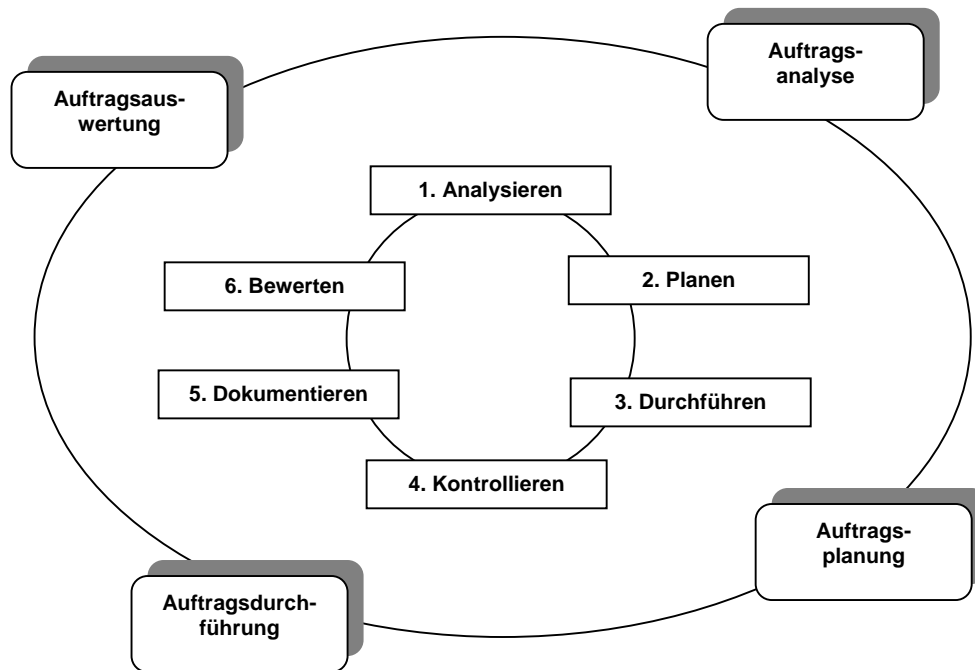 Auftrags-
analyse
Auftragsaus-
wertung
1. Analysieren
6. Bewerten
2. Planen
5. Dokumentieren
3. Durchführen
4. Kontrollieren
Auftrags-
planung
Auftragsdurch-
führung